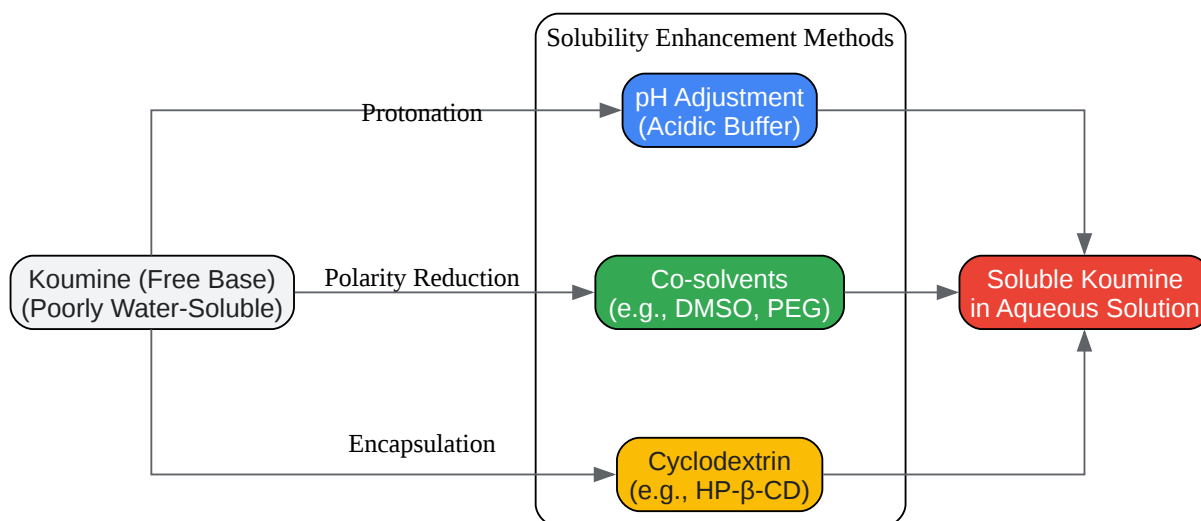 Solubility Enhancement Methods
Protonation
pH Adjustment
(Acidic Buffer)
Koumine (Free Base)
(Poorly Water-Soluble)
Polarity Reduction
Co-solvents
(e.g., DMSO, PEG)
Soluble Koumine
in Aqueous Solution
Encapsulation
Cyclodextrin
(e.g., HP-β-CD)